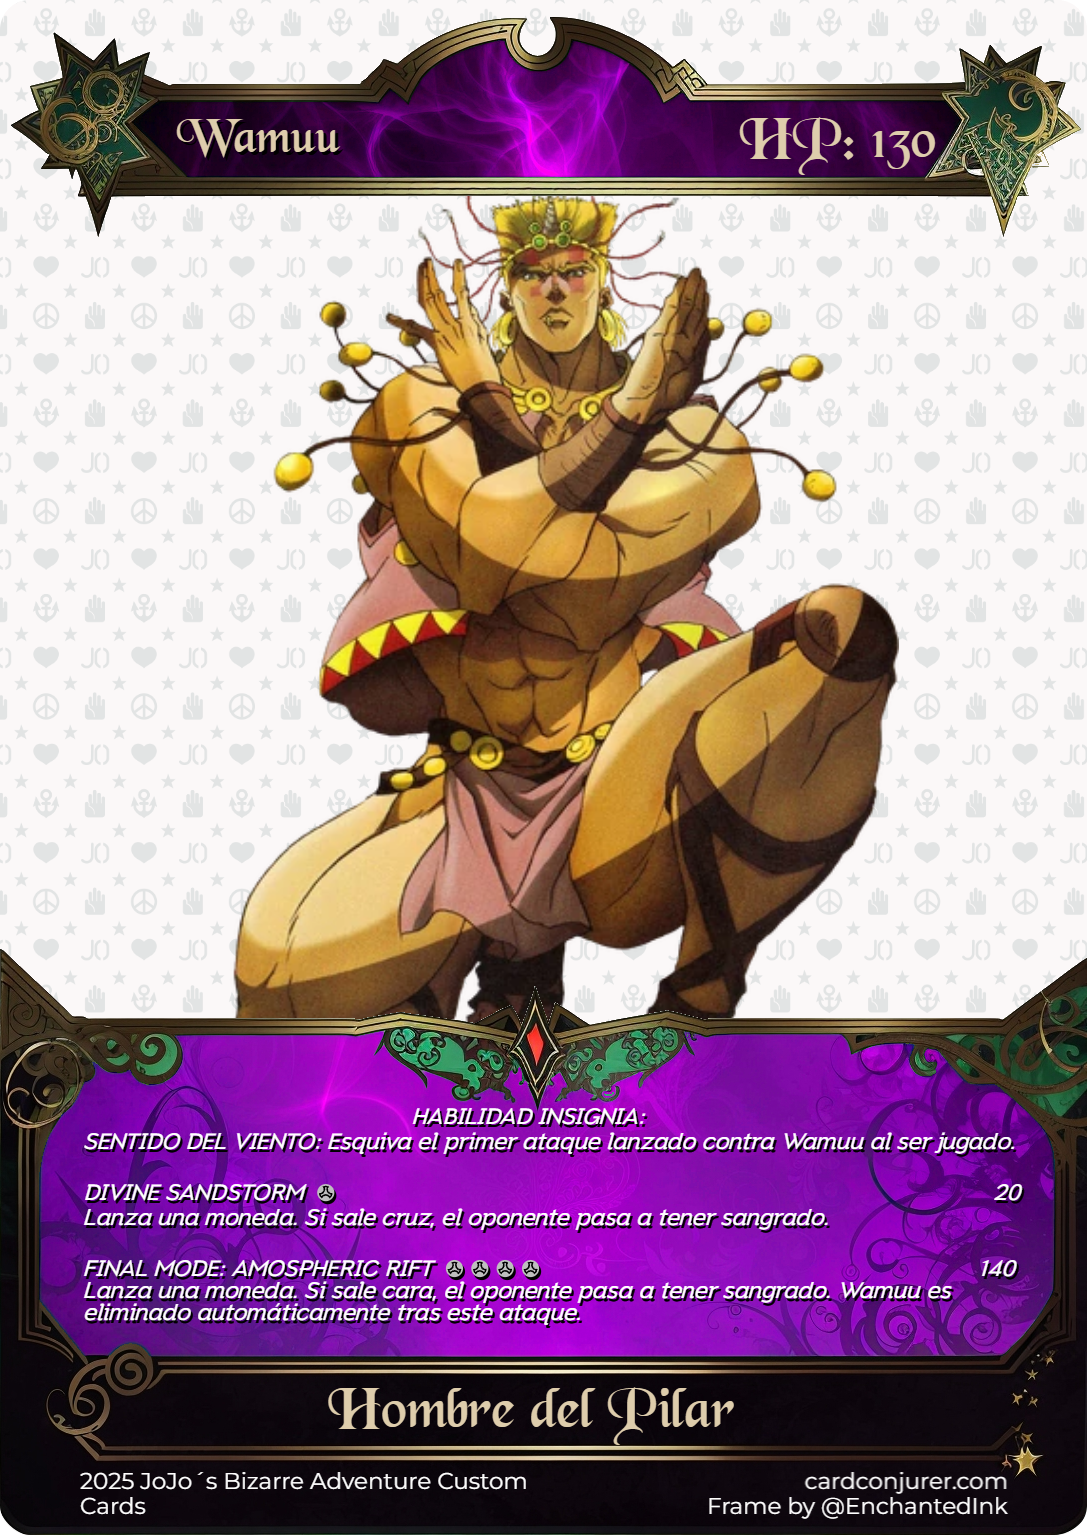 Wamuu
HP: 130
HABILIDAD INSIGNIA:
SENTIDO DEL VIENTO: Esquiva el primer ataque lanzado contra Wamuu al ser jugado.
DIVINE SANDSTORM 20
Lanza una moneda. Si sale cruz, el oponente pasa a tener sangrado.
FINAL MODE: AMOSPHERIC RIFT 140
Lanza una moneda. Si sale cara, el oponente pasa a tener sangrado. Wamuu es
eliminado automáticamente tras este ataque.
Hombre del Pilar
2025 JoJo´s Bizarre Adventure Custom
Cards
cardconjurer.com
Frame by @EnchantedInk